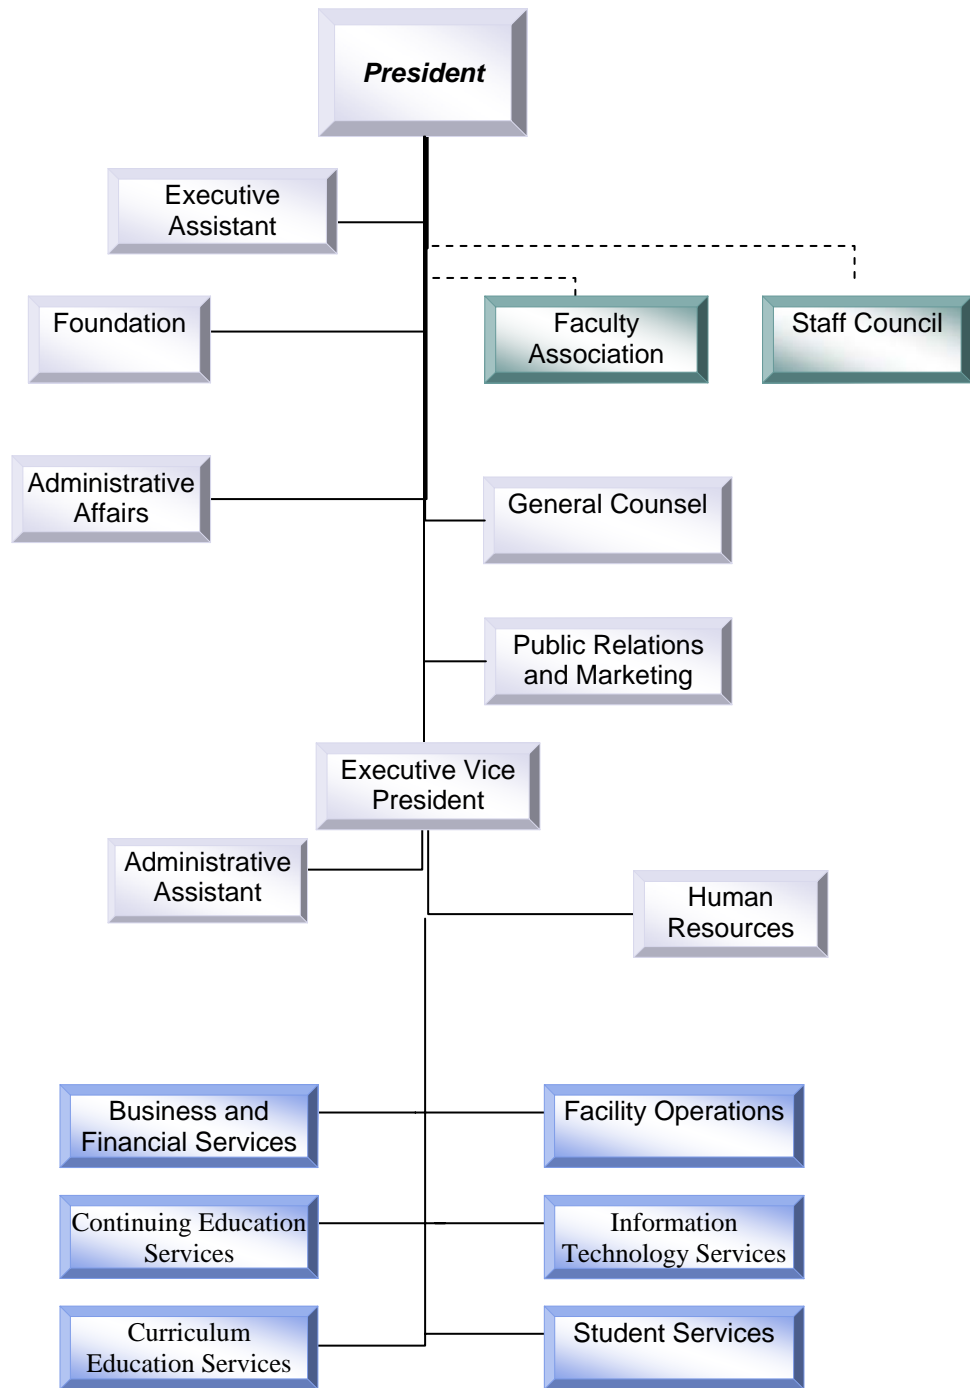 President
Executive
Assistant
Foundation
Faculty
Association
Staff Council
Administrative
Affairs
General Counsel
Public Relations
and Marketing
Executive Vice
President
Administrative
Assistant
Human
Resources
Business and
Financial Services
Facility Operations
Continuing Education
Services
Information
Technology Services
Curriculum
Education Services
Student Services